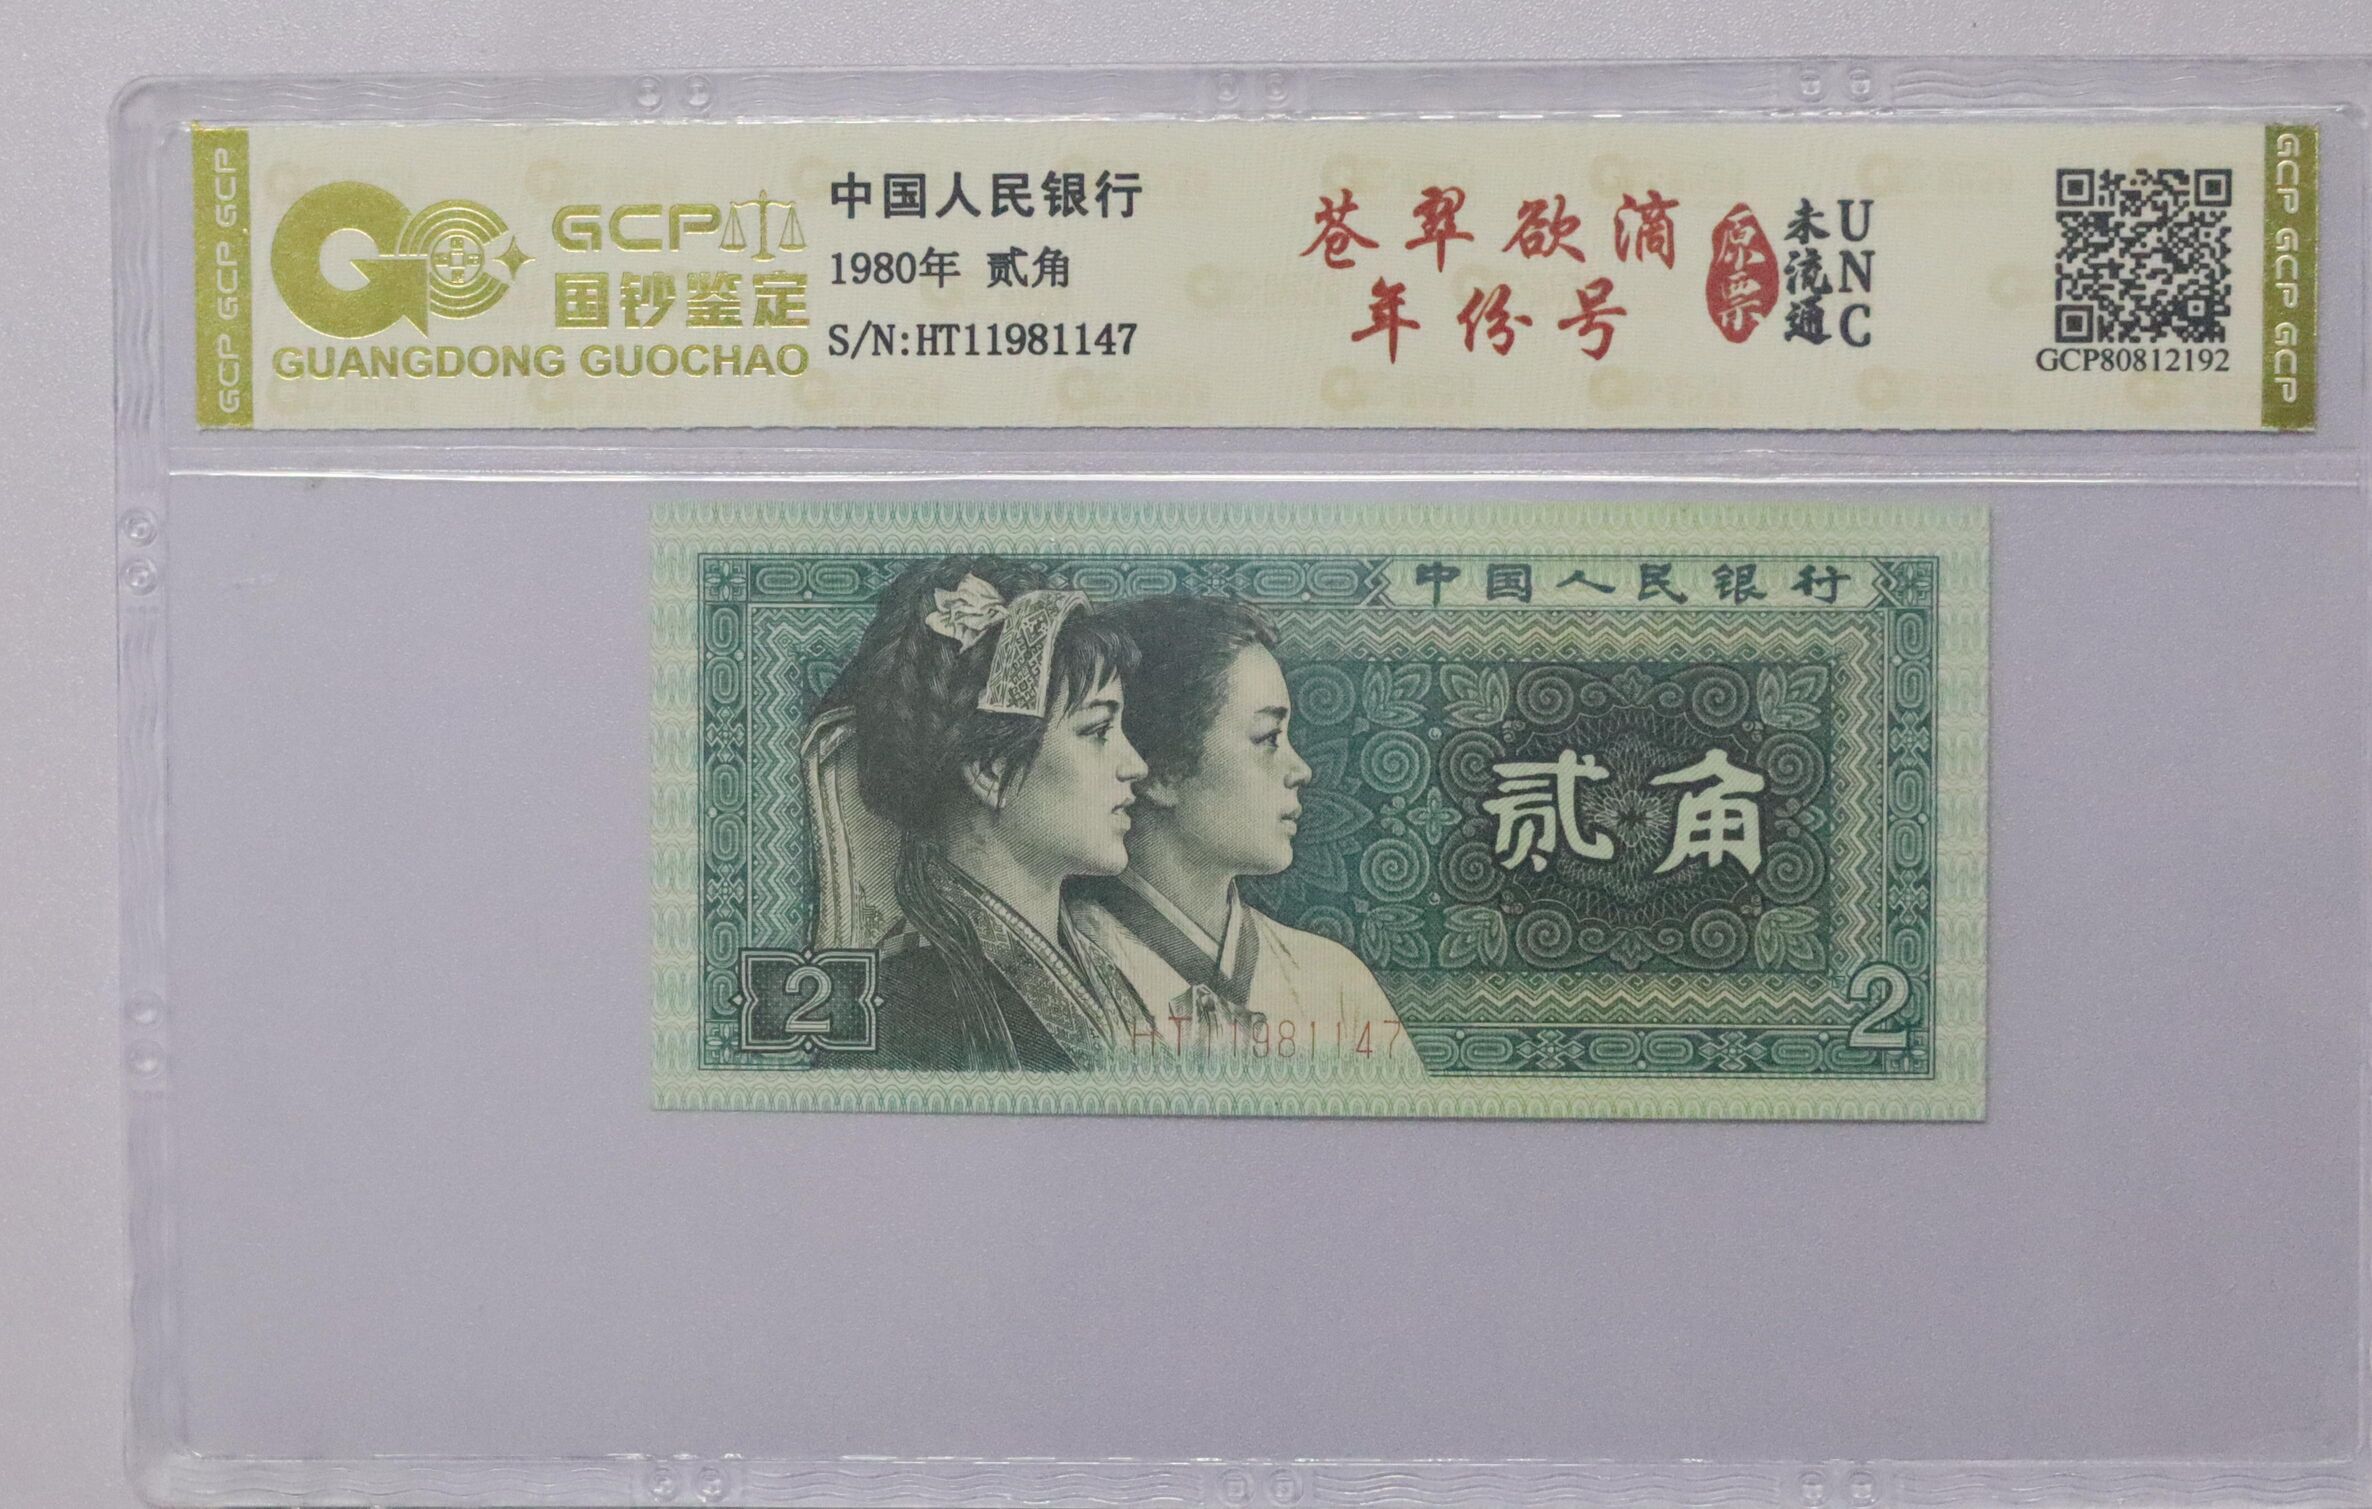 GCP GCP GCP
GCP
国钞鉴定
GUANGDONG GUOCHAO
中国人民银行
1980年 贰角
S/N:HT11981147
苍翠欲滴
年份号
原票
未流通
UNC
GCP80812192
GCP GCP GCP
中国人民银行
贰角
2
HT11981147
2